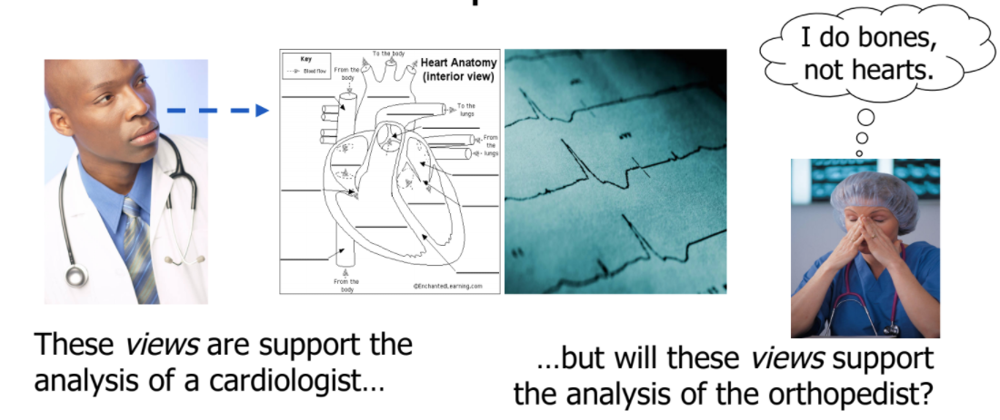 I do bones,
not hearts.
Key
Blood flow
To the body
From the
body
Heart Anatomy
(interior view)
To the
lungs
From
the
lungs
From the
body
©EnchantedLearning.com
These views are support the
analysis of a cardiologist…
…but will these views support
the analysis of the orthopedist?